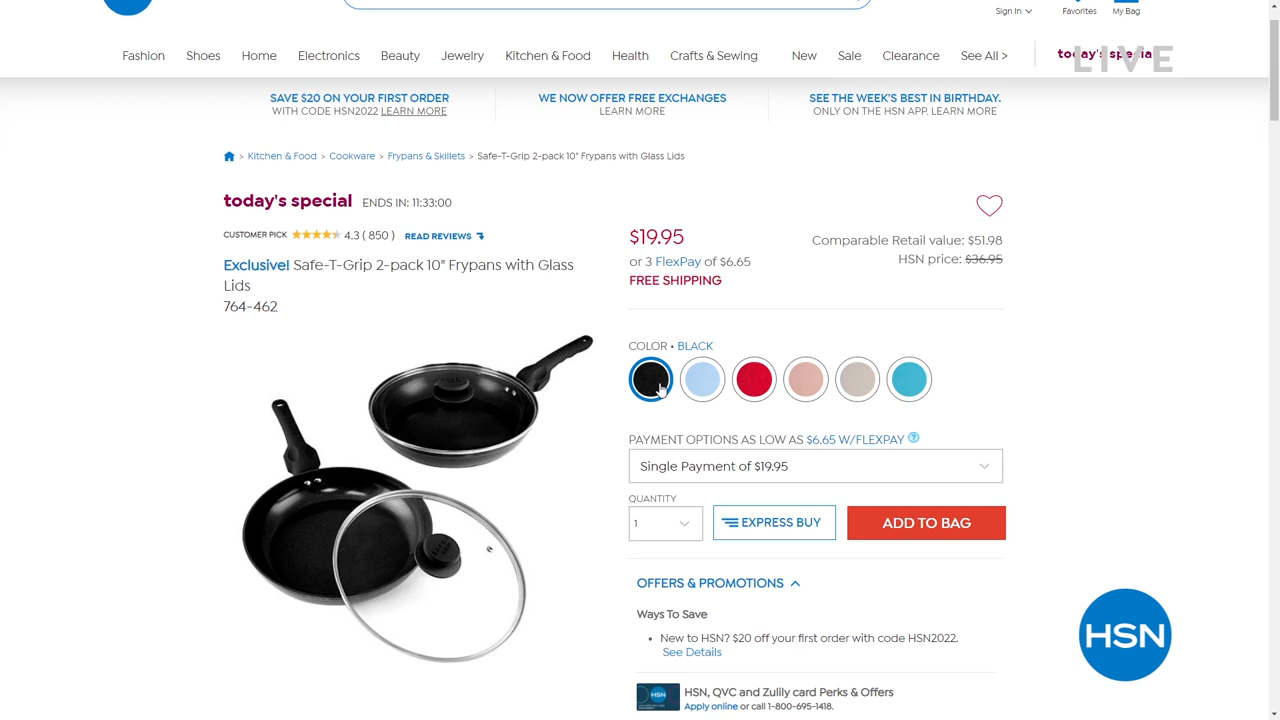 Sign In
Favorites
My Bag
Fashion
Shoes
Home
Electronics
Beauty
Jewelry
Kitchen & Food
Health
Crafts & Sewing
New
Sale
Clearance
See All >
today's special
LIVE
SAVE $20 ON YOUR FIRST ORDER
WITH CODE HSN2022 LEARN MORE
WE NOW OFFER FREE EXCHANGES
LEARN MORE
SEE THE WEEK'S BEST IN BIRTHDAY.
ONLY ON THE HSN APP. LEARN MORE
> Kitchen & Food > Cookware > Frypans & Skillets > Safe-T-Grip 2-pack 10" Frypans with Glass Lids
today's special ENDS IN: 11:33:00
CUSTOMER PICK 4.3 ( 850 ) READ REVIEWS
Exclusive! Safe-T-Grip 2-pack 10" Frypans with Glass
Lids
764-462
$19.95
or 3 FlexPay of $6.65
FREE SHIPPING
Comparable Retail value: $51.98
HSN price: $36.95
COLOR • BLACK
PAYMENT OPTIONS AS LOW AS $6.65 W/FLEXPAY ?
Single Payment of $19.95
QUANTITY
1
EXPRESS BUY
ADD TO BAG
OFFERS & PROMOTIONS
Ways To Save
• New to HSN? $20 off your first order with code HSN2022.
See Details
HSN
HSN, QVC and Zulily card Perks & Offers
Apply online or call 1-800-695-1418.
HSN